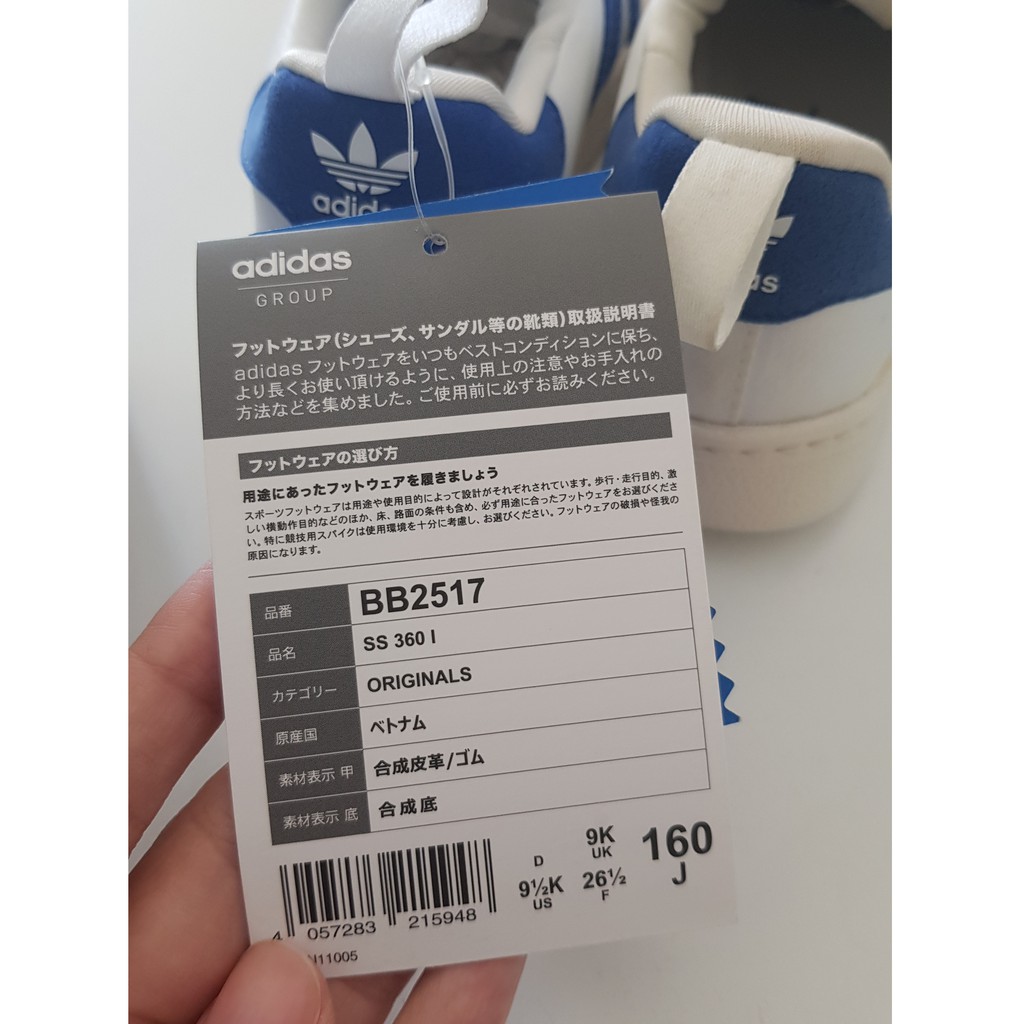 adidas
GROUP
フットウェア(シューズ、サンダル等の靴類)取扱説明書
adidas フットウェアをいつもベストコンディションに保ち、
より長くお使い頂けるように、使用上の注意やお手入れの
方法などを集めました。ご使用前に必ずお読みください。
フットウェアの選び方
用途にあったフットウェアを履きましょう
スポーツフットウェアは用途や使用目的によって設計がそれぞれされています。歩行・走行目的、激
しい横動作目的などのほか、床、路面の条件も含め、必ず用途に合ったフットウェアをお選びくださ
い。特に競技用スパイクは使用環境を十分に考慮し、お選びください。フットウェアの破損や怪我の
原因になります。
品番 BB2517
品名 SS 360 I
カテゴリー ORIGINALS
原産国 ベトナム
素材表示 甲 合成皮革/ゴム
素材表示 底 合成底
D 9K 160
UK J
9½K 26½
US F
4 057283 215948
N11005